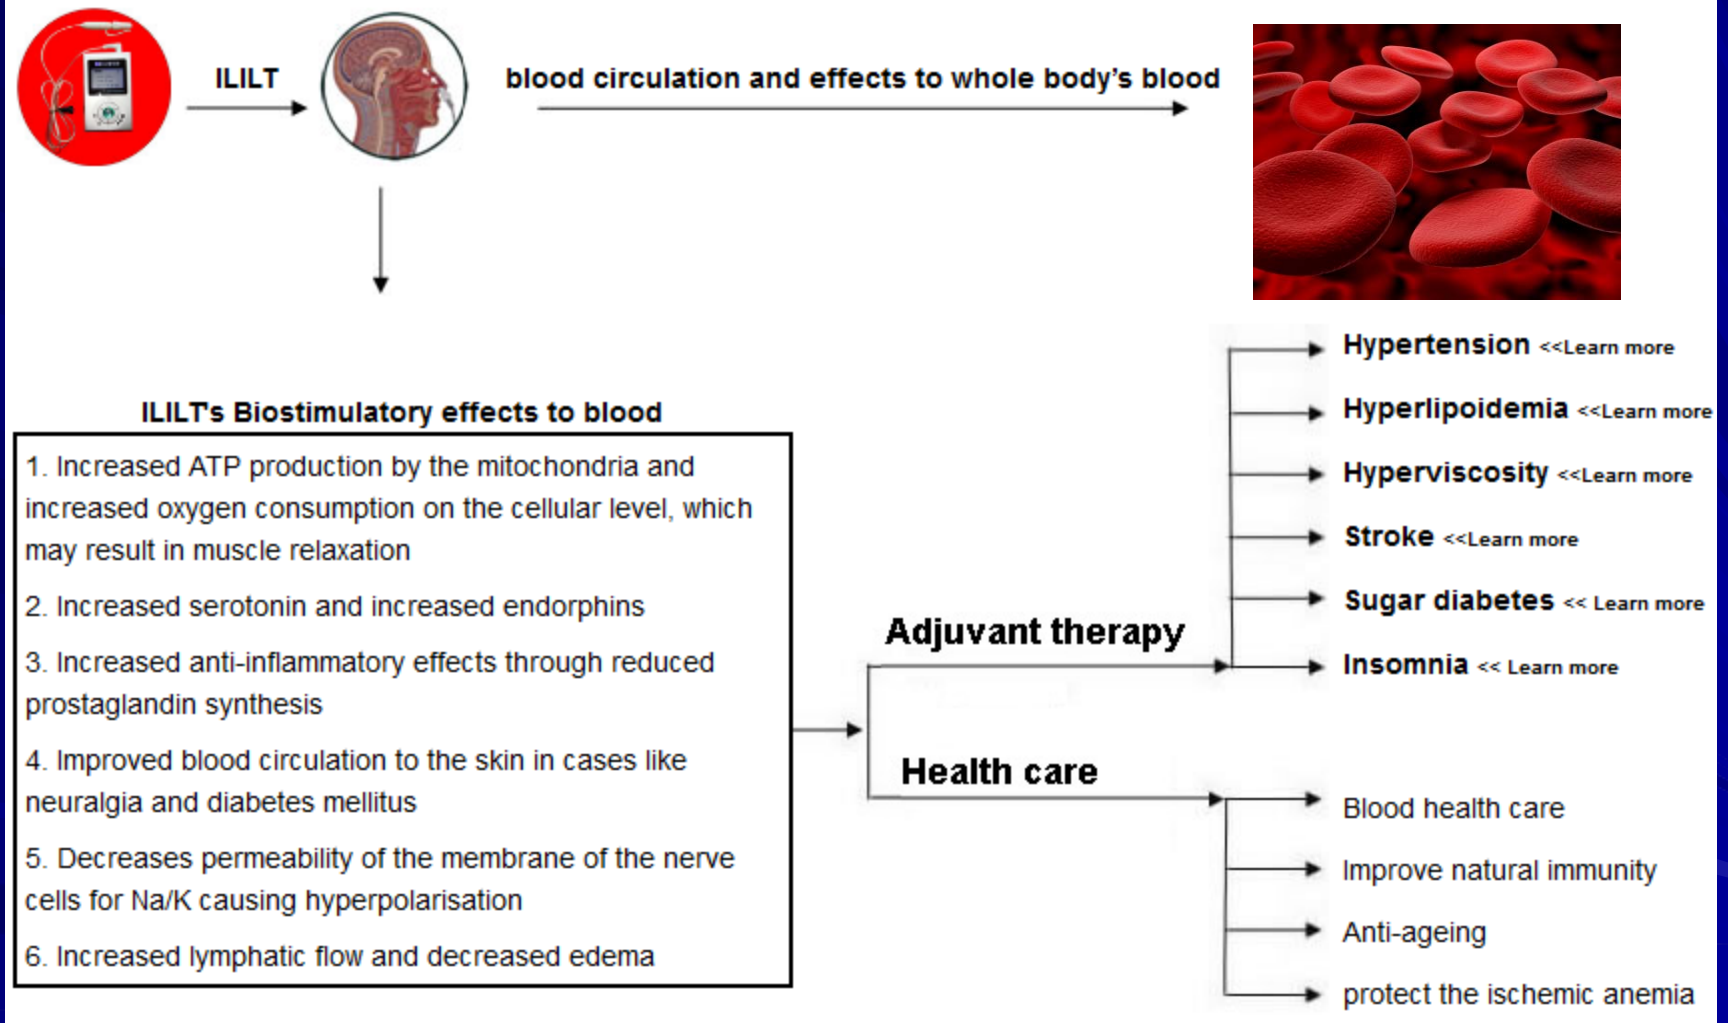 ILILT
blood circulation and effects to whole body's blood
ILILT's Biostimulatory effects to blood
1. Increased ATP production by the mitochondria and
increased oxygen consumption on the cellular level, which
may result in muscle relaxation
2. Increased serotonin and increased endorphins
3. Increased anti-inflammatory effects through reduced
prostaglandin synthesis
4. Improved blood circulation to the skin in cases like
neuralgia and diabetes mellitus
5. Decreases permeability of the membrane of the nerve
cells for Na/K causing hyperpolarisation
6. Increased lymphatic flow and decreased edema
Adjuvant therapy
Hypertension <<Learn more
Hyperlipoidemia <<Learn more
Hyperviscosity <<Learn more
Stroke <<Learn more
Sugar diabetes << Learn more
Insomnia << Learn more
Health care
Blood health care
Improve natural immunity
Anti-ageing
protect the ischemic anemia